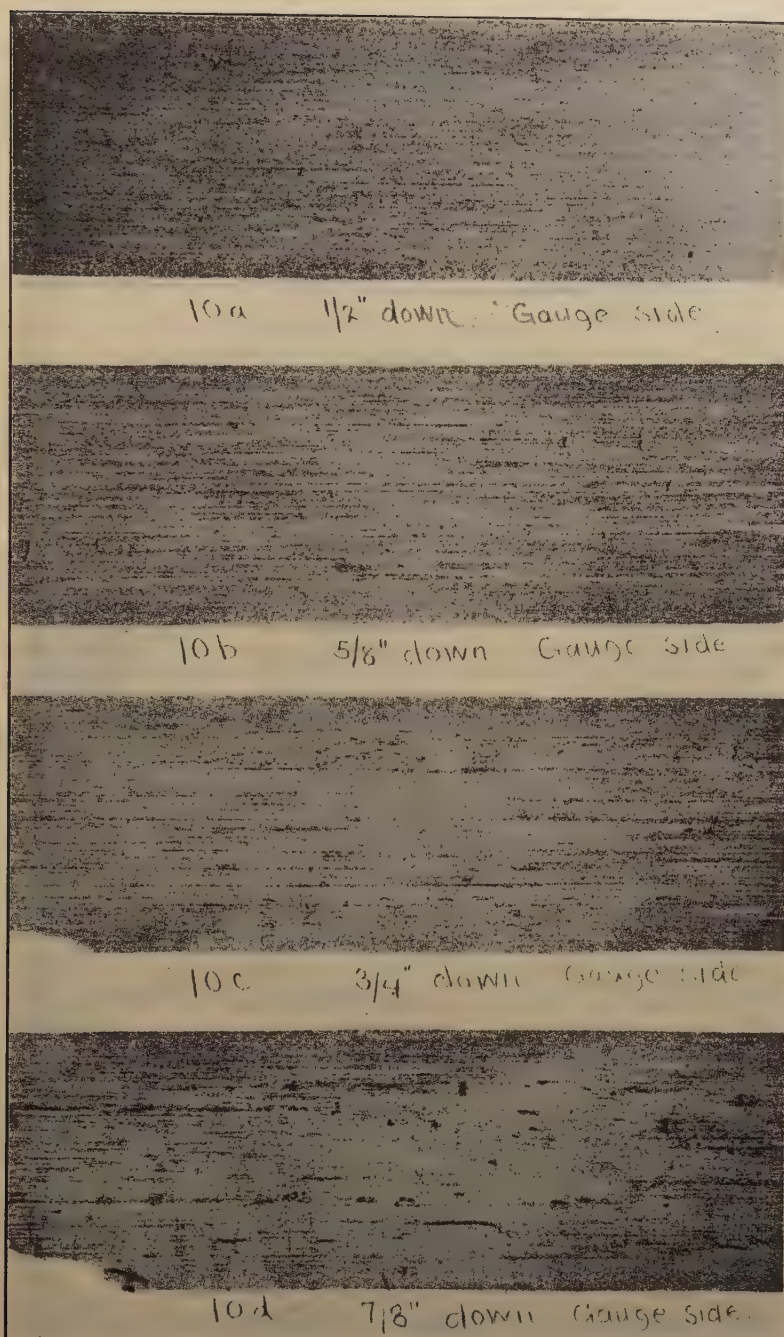 10a 1/2" down. Gauge side
10b 5/8" down Gauge side
10c 3/4" down Gauge side
10d 7/8" down Gauge side.